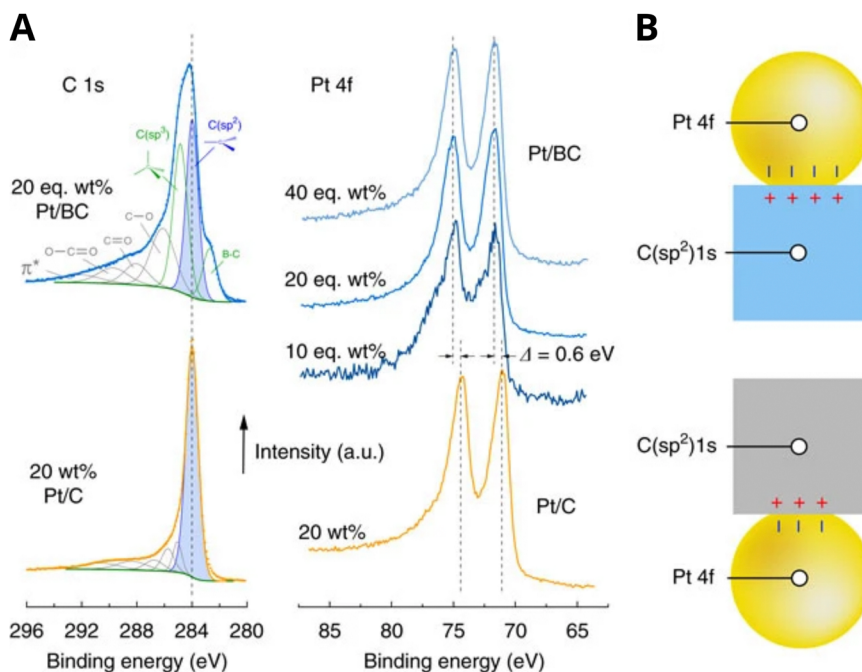 A
B
C 1s
C(sp³)
C(sp²)
20 eq. wt%
Pt/BC
C–O
C=O
O–C=O
π*
B-C
20 wt%
Pt/C
Intensity (a.u.)
296 292 288 284 280
Binding energy (eV)
Pt 4f
Pt/BC
40 eq. wt%
20 eq. wt%
10 eq. wt%
Δ = 0.6 eV
Pt/C
20 wt%
85 80 75 70 65
Binding energy (eV)
Pt 4f
– – – –
+ + + +
C(sp²)1s
C(sp²)1s
+ + +
– – –
Pt 4f